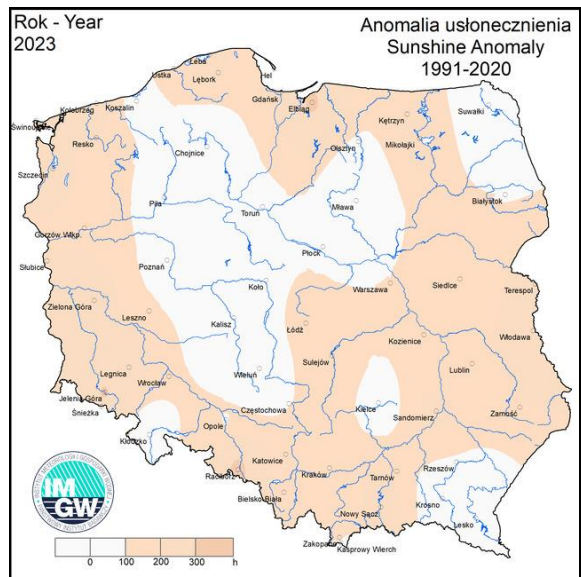 Rok - Year
2023
Anomalia usłonecznienia
Sunshine Anomaly
1991-2020
Łeba
Ustka
Lębork
Hel
Kołobrzeg
Koszalin
Gdańsk
Elbląg
Kętrzyn
Suwałki
Świnoujście
Resko
Chojnice
Olsztyn
Mikołajki
Szczecin
Piła
Toruń
Mława
Białystok
Gorzów Wlkp.
Słubice
Poznań
Płock
Koło
Warszawa
Siedlce
Terespol
Zielona Góra
Leszno
Kalisz
Łódź
Kozienice
Włodawa
Legnica
Wrocław
Wieluń
Sulejów
Lublin
Jelenia Góra
Śnieżka
Częstochowa
Kielce
Sandomierz
Zamość
Kłodzko
Opole
Katowice
Racibórz
Kraków
Tarnów
Rzeszów
Bielsko-Biała
Nowy Sącz
Krosno
Lesko
Zakopane
Kasprowy Wierch
IM
GW
0 100 200 300 h